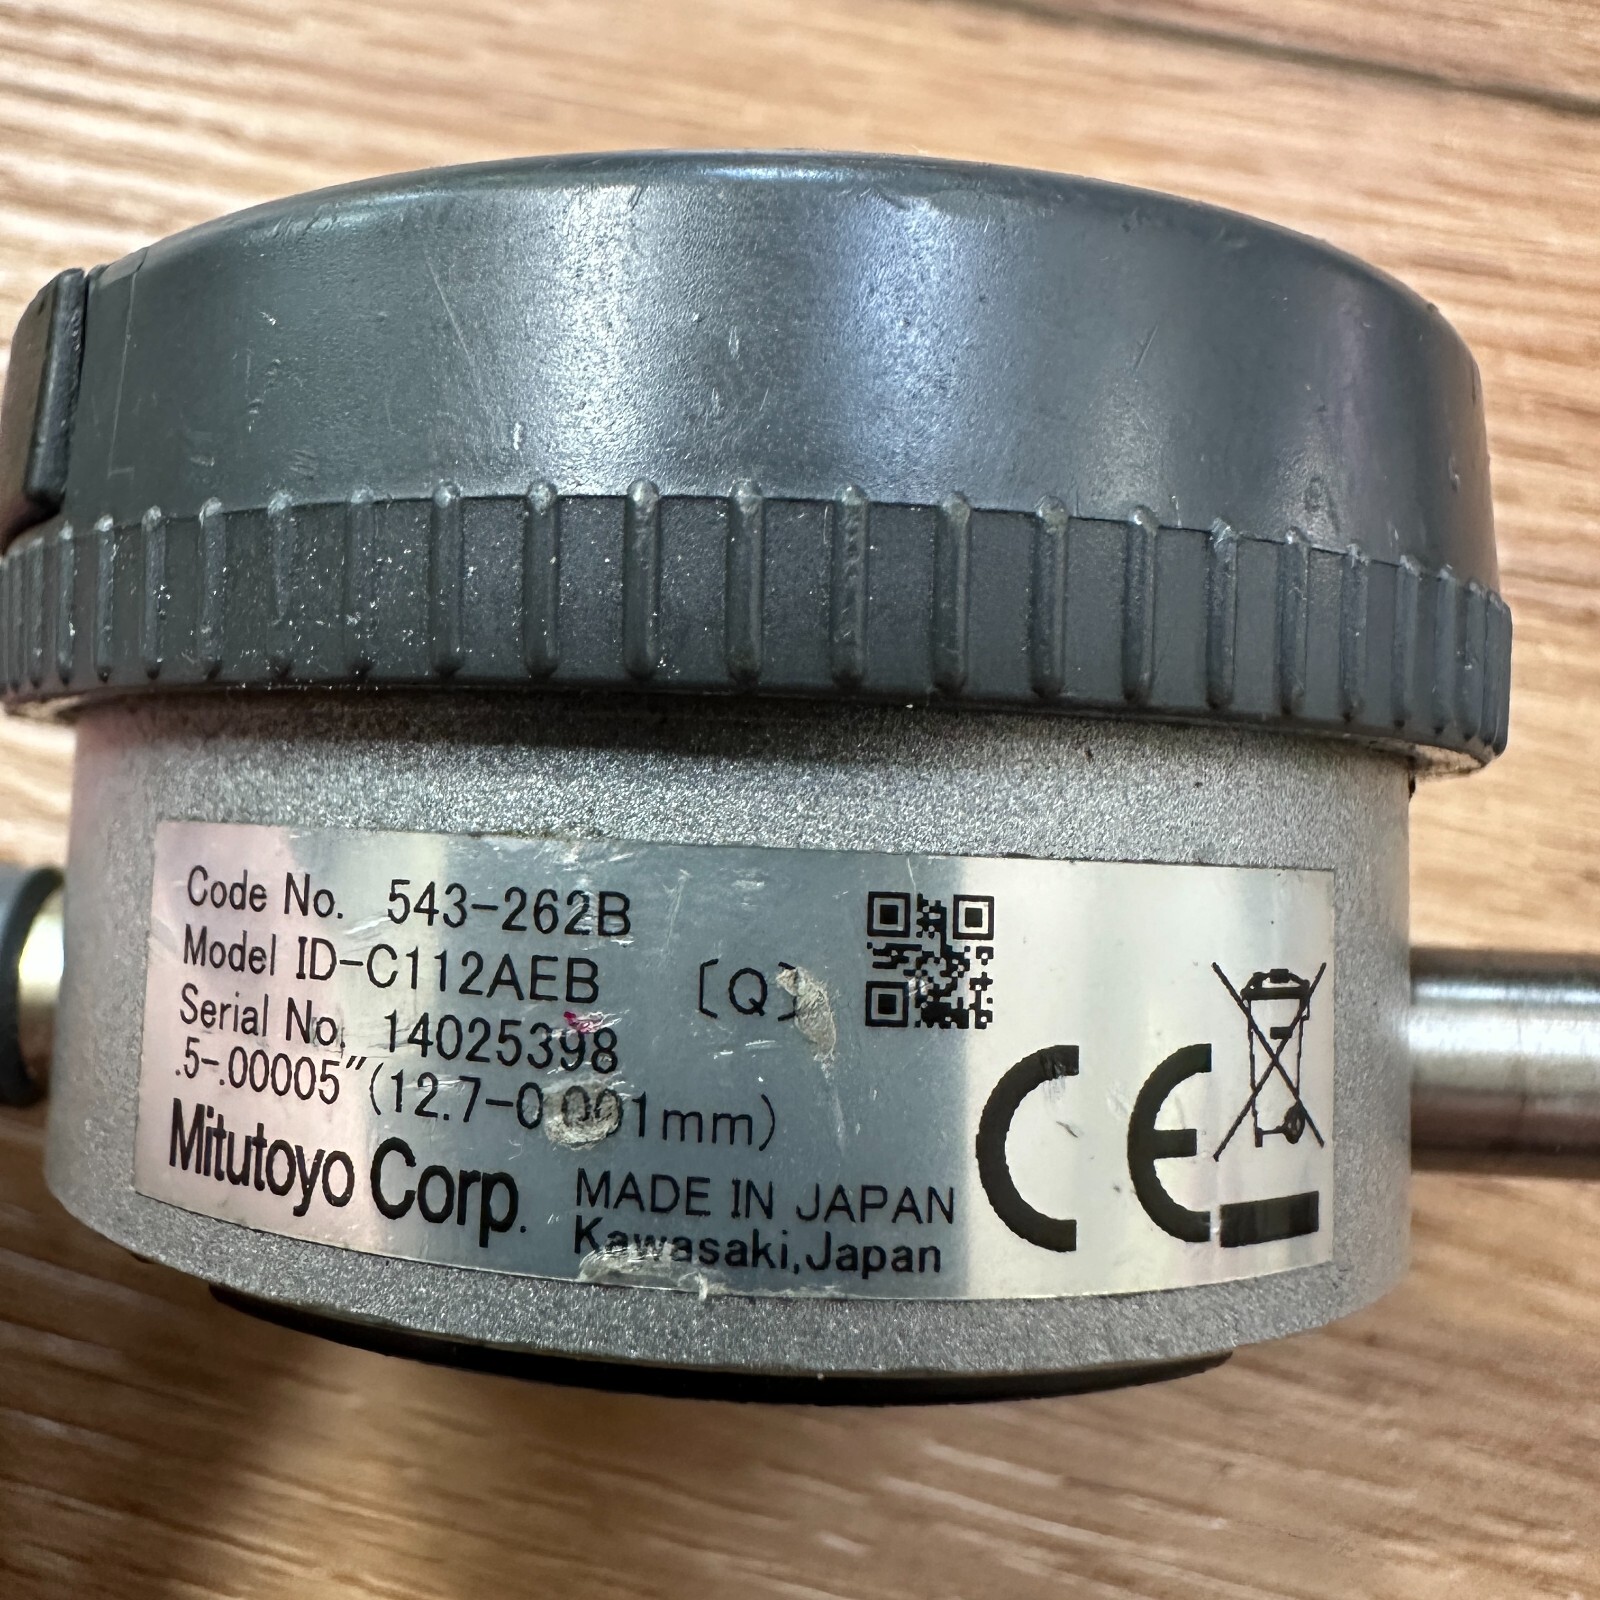 Code No. 543-262B
Model ID-C112AEB 〔Q〕
Serial No. 14025398
.5-.00005″(12.7-0.001mm)
Mitutoyo Corp. MADE IN JAPAN
Kawasaki,Japan
CE